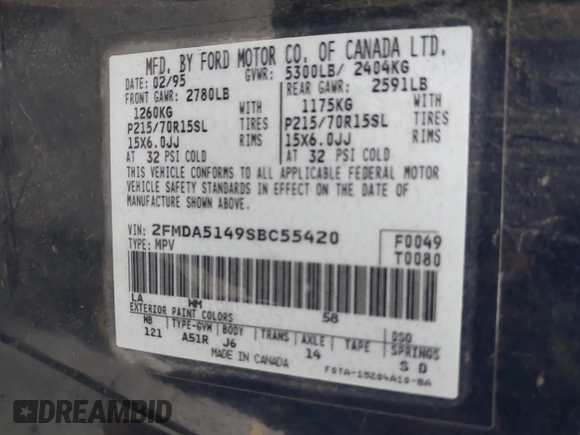 MFD. BY FORD MOTOR CO. OF CANADA LTD.
DATE: 02/95 GVWR: 5300LB/ 2404KG
FRONT GAWR: 2780LB REAR GAWR: 2591LB
1260KG WITH 1175KG WITH
P215/70R15SL TIRES P215/70R15SL TIRES
15X6.0JJ RIMS 15X6.0JJ RIMS
AT 32 PSI COLD AT 32 PSI COLD
THIS VEHICLE CONFORMS TO ALL APPLICABLE FEDERAL MOTOR
VEHICLE SAFETY STANDARDS IN EFFECT ON THE DATE OF
MANUFACTURE SHOWN ABOVE.
VIN: 2FMDA5149SBC55420 F0049
TYPE: MPV T0080
LA WM 58
EXTERIOR PAINT COLORS DSO
WB TYPE-GVW BODY TRANS AXLE TAPE SPRINGS
121 A51R J6 14 S D
MADE IN CANADA F0TA-15204A10-BA
DREAMBID